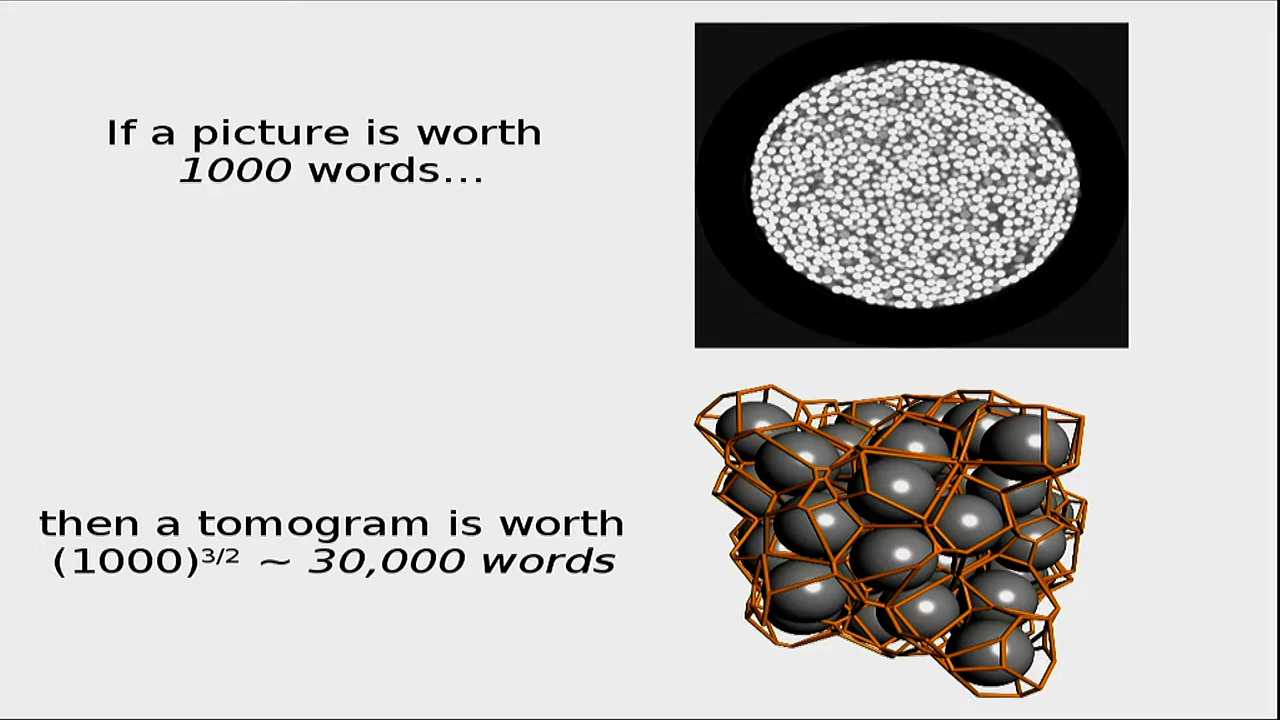 If a picture is worth
1000 words...
then a tomogram is worth
(1000)³/² ~ 30,000 words